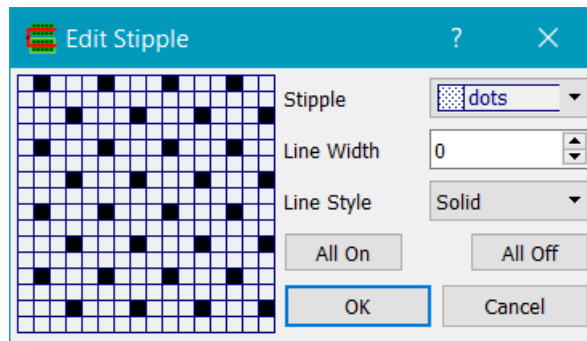 Edit Stipple
?
Stipple dots
Line Width 0
Line Style Solid
All On All Off
OK Cancel